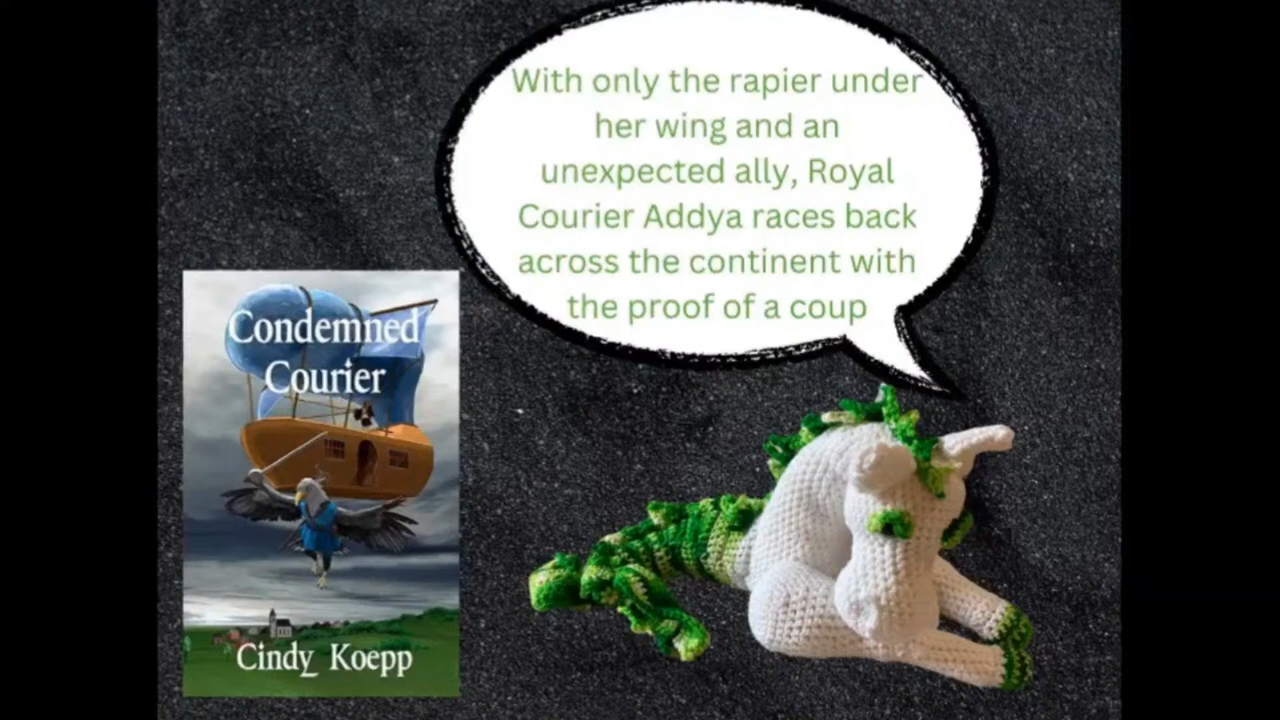 With only the rapier under
her wing and an
unexpected ally, Royal
Courier Addya races back
across the continent with
the proof of a coup
Condemned
Courier
Cindy Koepp